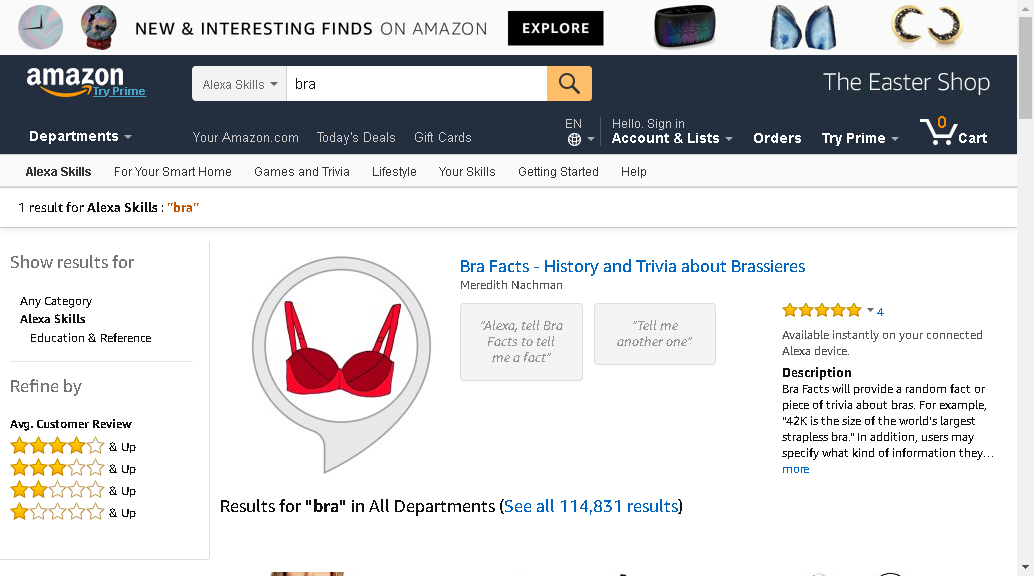 NEW & INTERESTING FINDS ON AMAZON EXPLORE
amazon
Try Prime
Alexa Skills bra
The Easter Shop
Departments
Your Amazon.com Today's Deals Gift Cards
EN
Hello. Sign in
Account & Lists
Orders
Try Prime
0
Cart
Alexa Skills For Your Smart Home Games and Trivia Lifestyle Your Skills Getting Started Help
1 result for Alexa Skills : "bra"
Show results for
Any Category
Alexa Skills
Education & Reference
Refine by
Avg. Customer Review
& Up
& Up
& Up
& Up
Bra Facts - History and Trivia about Brassieres
Meredith Nachman
"Alexa, tell Bra
Facts to tell
me a fact"
"Tell me
another one"
4
Available instantly on your connected
Alexa device.
Description
Bra Facts will provide a random fact or
piece of trivia about bras. For example,
"42K is the size of the world's largest
strapless bra." In addition, users may
specify what kind of information they...
more
Results for "bra" in All Departments (See all 114,831 results)